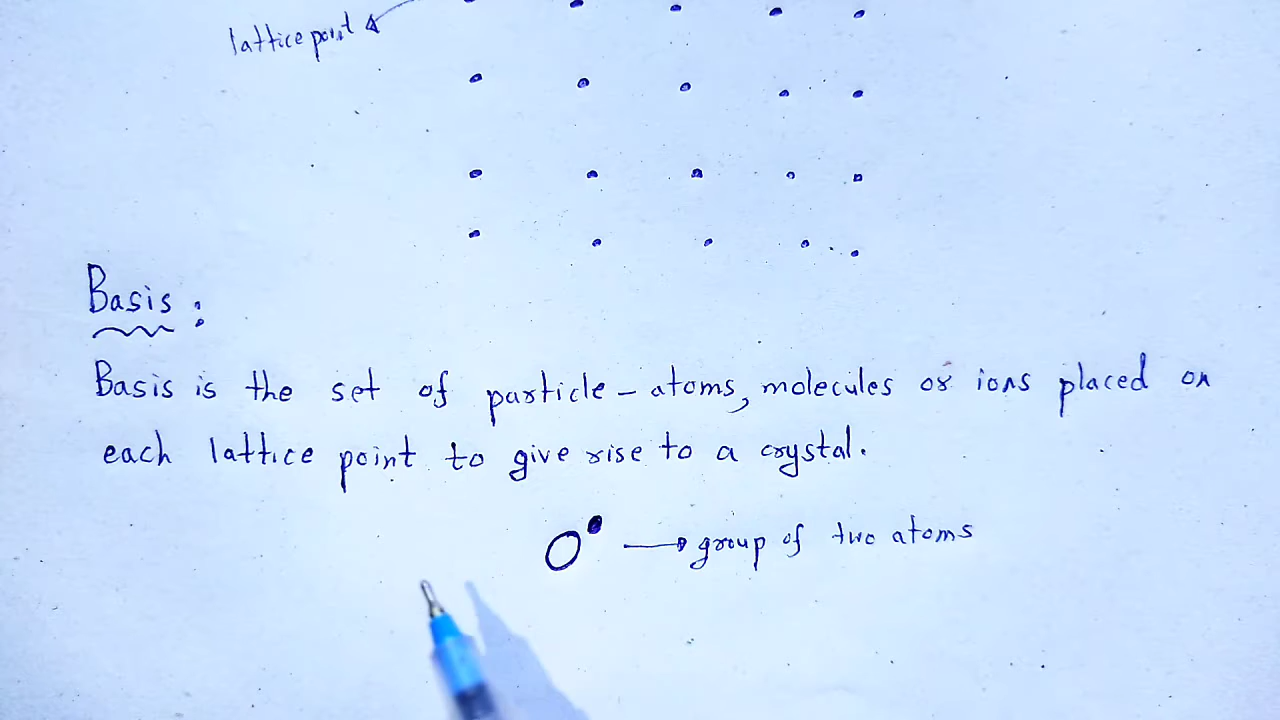 lattice point
Basis :
Basis is the set of particle - atoms, molecules or ions placed on
each lattice point to give rise to a crystal.
group of two atoms